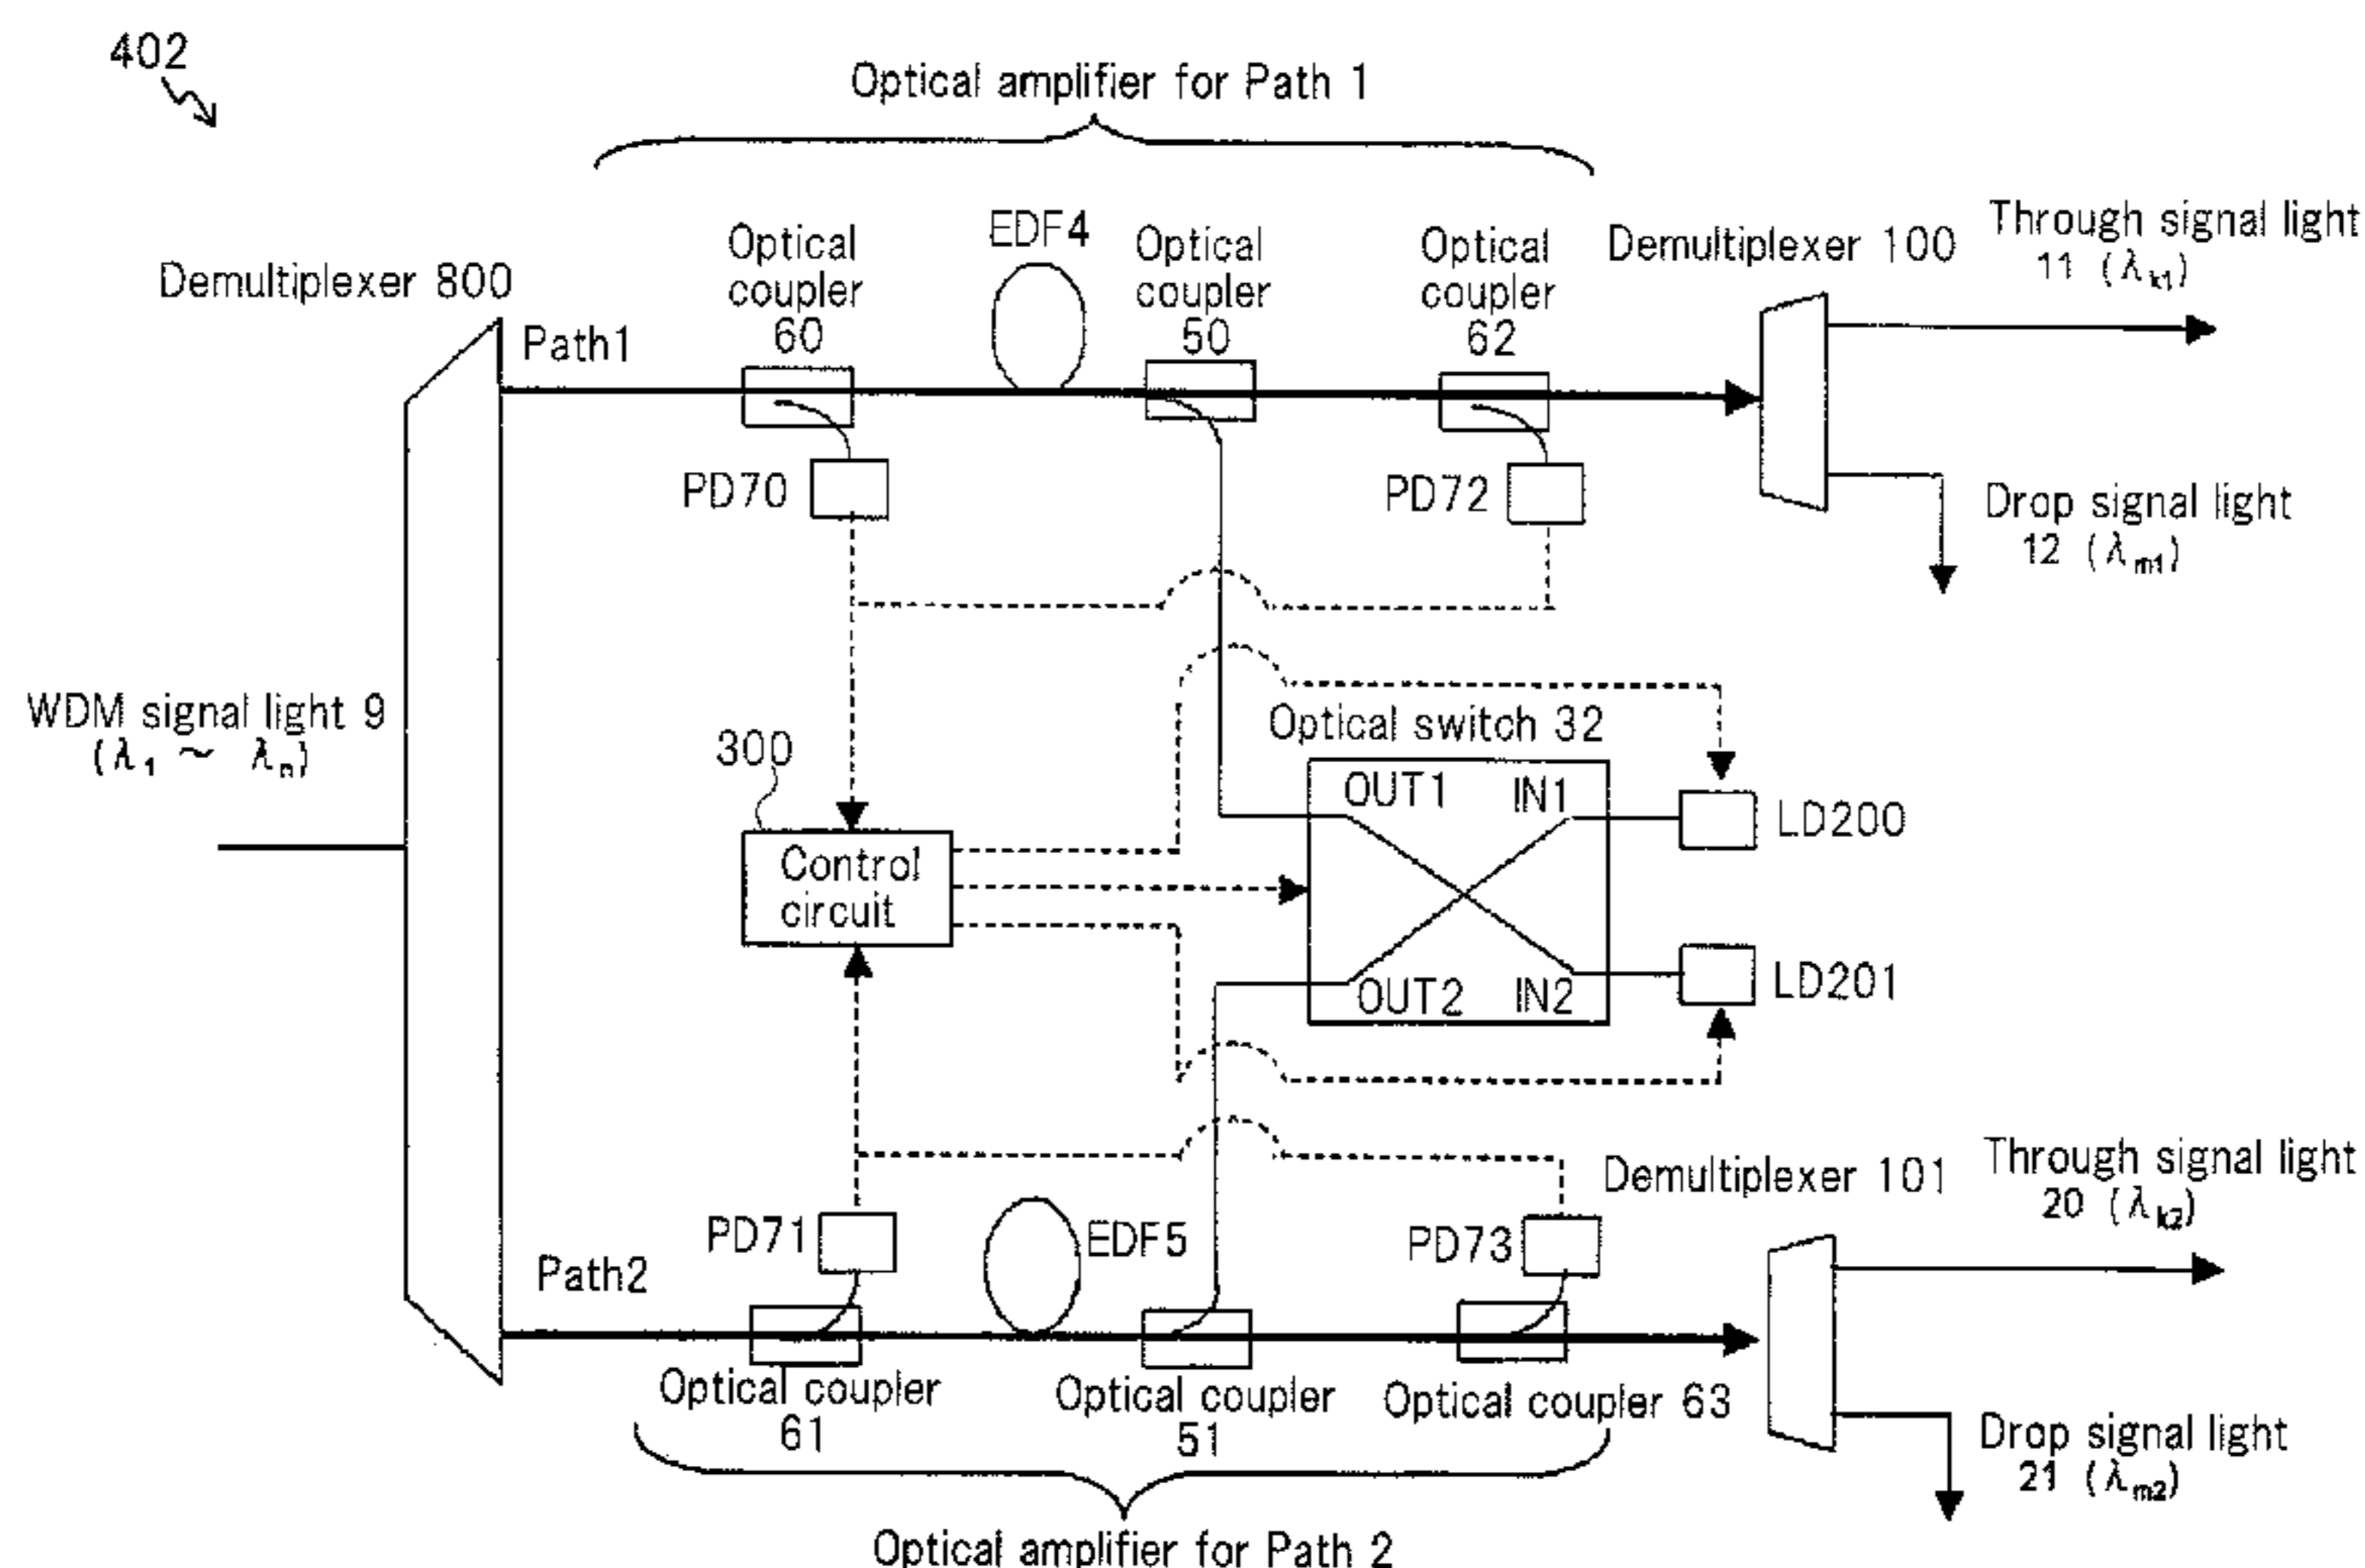 402
Optical amplifier for Path 1
Demultiplexer 800
Path1
Optical
coupler
60
EDF4
Optical
coupler
50
Optical
coupler
62
Demultiplexer 100
Through signal light
11 (λk1)
PD70
PD72
Drop signal light
12 (λm1)
WDM signal light 9
(λ1 ~ λn)
300
Control
circuit
Optical switch 32
OUT1
IN1
OUT2
IN2
LD200
LD201
Path2
PD71
EDF5
PD73
Demultiplexer 101
Through signal light
20 (λk2)
Optical coupler
61
Optical coupler
51
Optical coupler 63
Drop signal light
21 (λm2)
Optical amplifier for Path 2